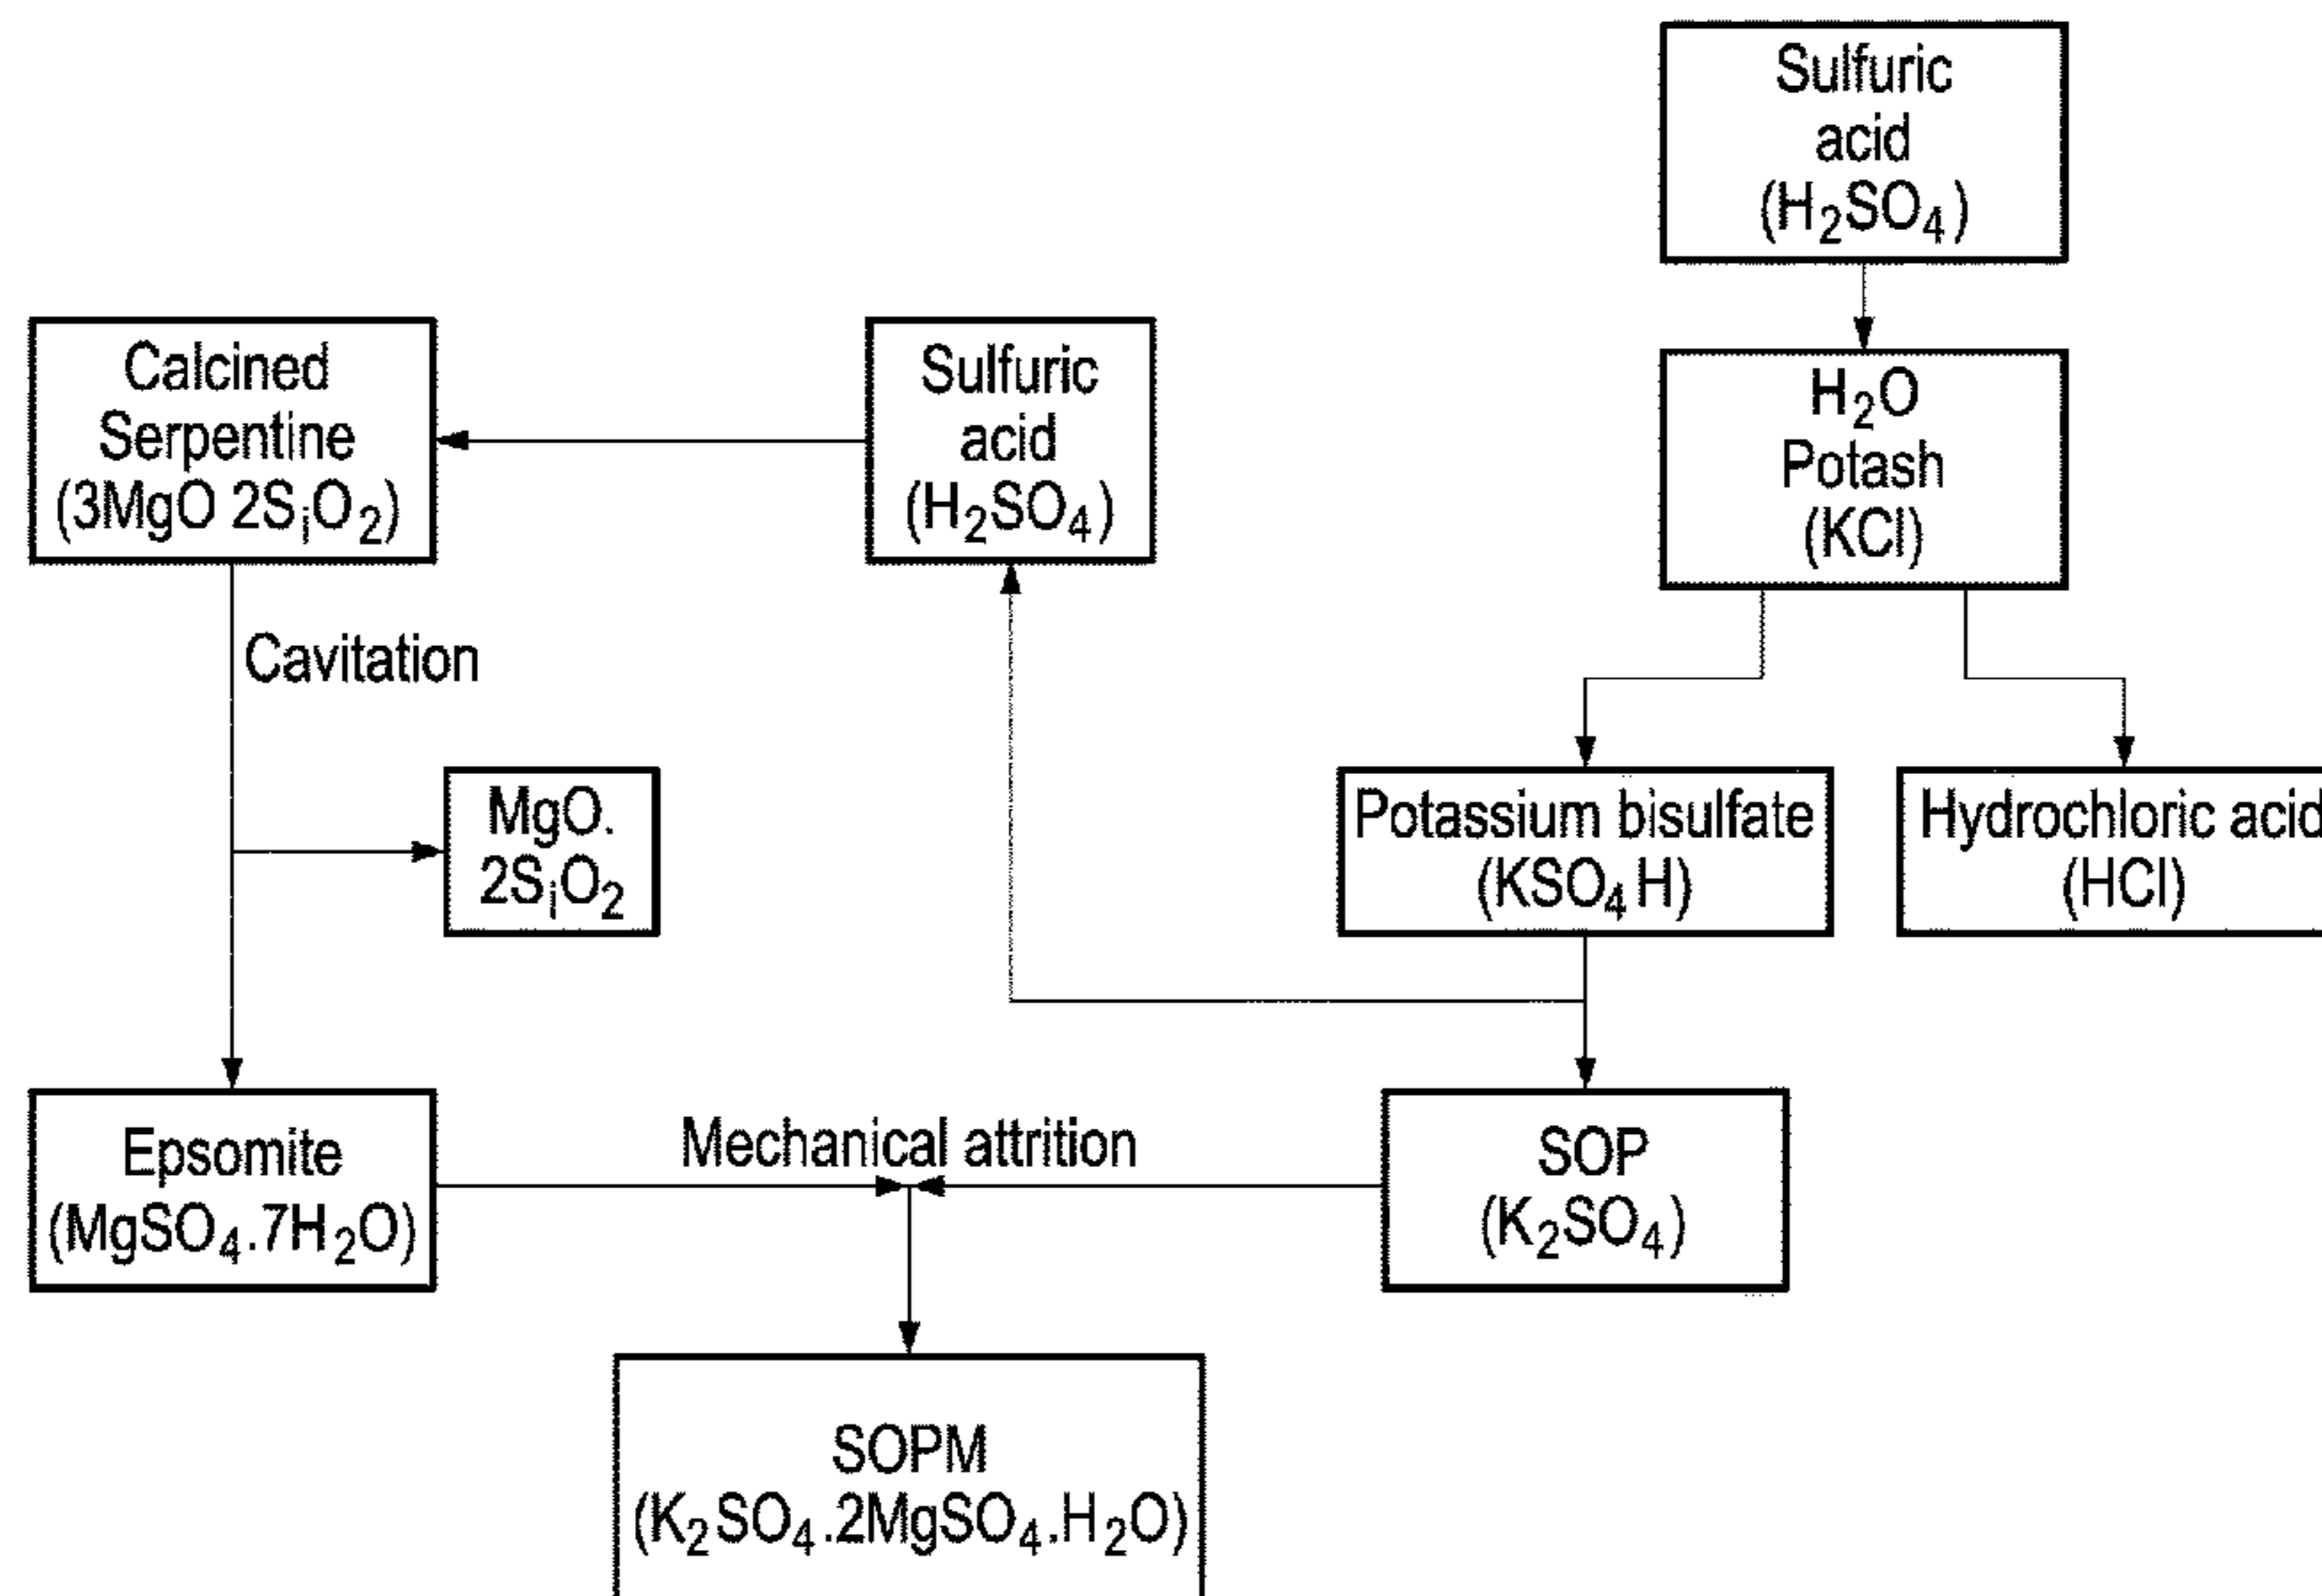 Sulfuric
acid
(H₂SO₄)
Calcined
Serpentine
(3MgO 2SᵢO₂)
Sulfuric
acid
(H₂SO₄)
H₂O
Potash
(KCl)
Cavitation
MgO.
2SᵢO₂
Potassium bisulfate
(KSO₄H)
Hydrochloric acid
(HCl)
Epsomite
(MgSO₄.7H₂O)
Mechanical attrition
SOP
(K₂SO₄)
SOPM
(K₂SO₄.2MgSO₄.H₂O)